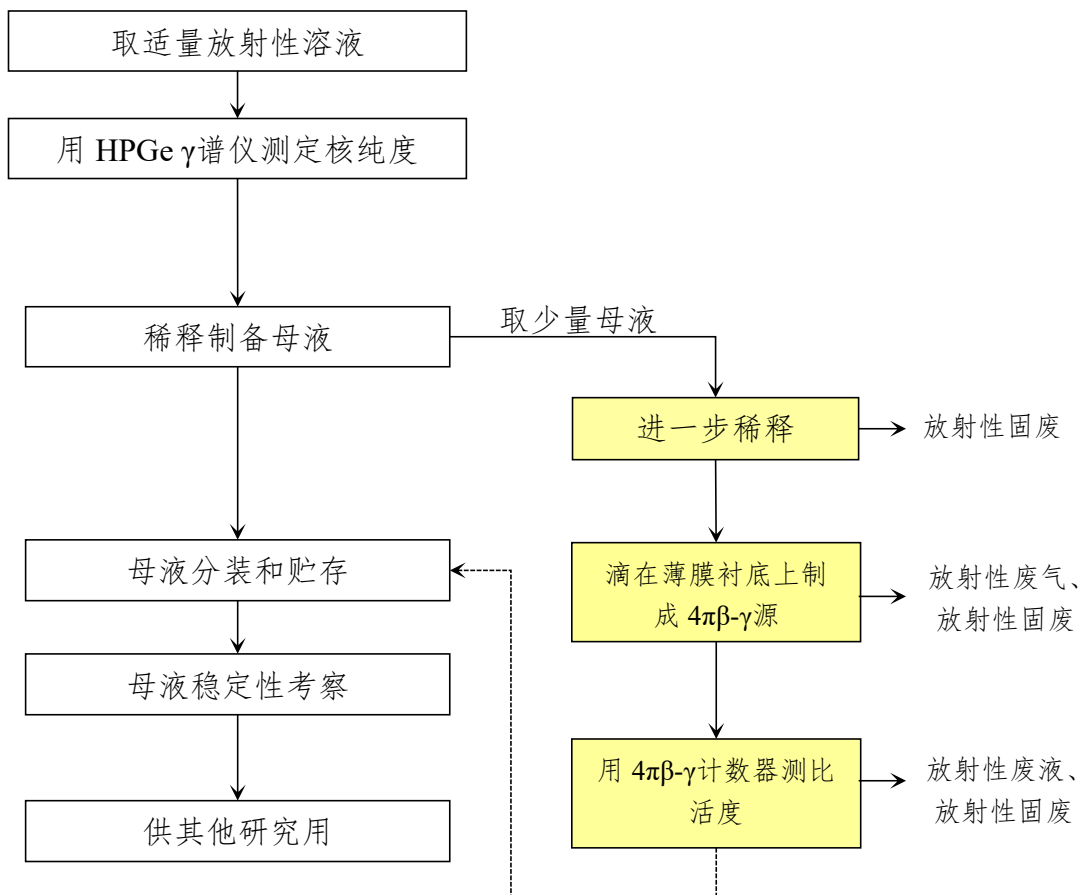 取适量放射性溶液
用 HPGe γ谱仪测定核纯度
稀释制备母液
取少量母液
进一步稀释
放射性固废
母液分装和贮存
滴在薄膜衬底上制
成 4πβ-γ源
放射性废气、
放射性固废
母液稳定性考察
用 4πβ-γ计数器测比
活度
放射性废液、
放射性固废
供其他研究用